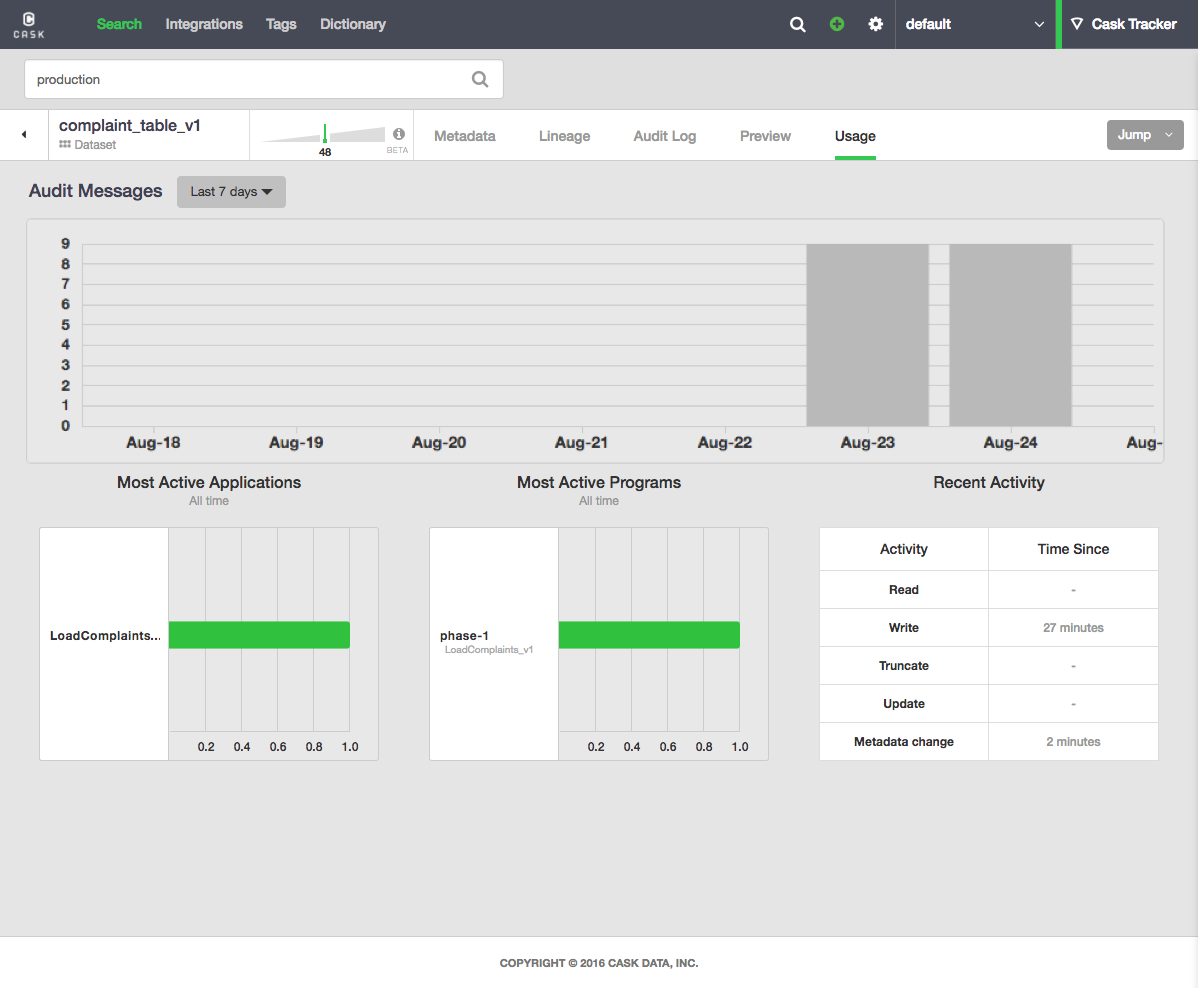 CASK
Search Integrations Tags Dictionary default Cask Tracker
production
complaint_table_v1
Dataset
48
BETA
Metadata Lineage Audit Log Preview Usage
Jump
Audit Messages Last 7 days
9
8
7
6
5
4
3
2
1
0
Aug-18 Aug-19 Aug-20 Aug-21 Aug-22 Aug-23 Aug-24 Aug-
Most Active Applications
All time
LoadComplaints...
0.2 0.4 0.6 0.8 1.0
Most Active Programs
All time
phase-1
LoadComplaints_v1
0.2 0.4 0.6 0.8 1.0
Recent Activity
Activity Time Since
Read -
Write 27 minutes
Truncate -
Update -
Metadata change 2 minutes
COPYRIGHT © 2016 CASK DATA, INC.